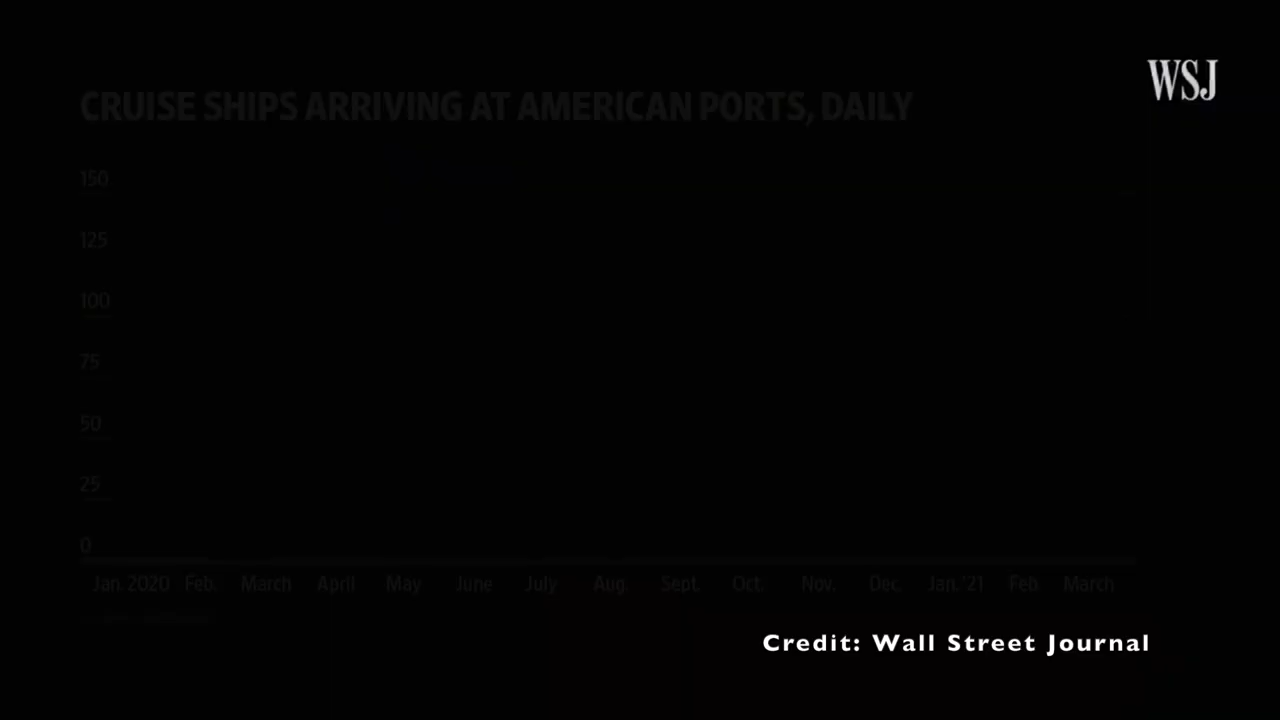 WSJ
CRUISE SHIPS ARRIVING AT AMERICAN PORTS, DAILY
150
125
100
75
50
25
0
Jan. 2020 Feb. March April May June July Aug. Sept. Oct. Nov. Dec. Jan. '21 Feb. March
Credit: Wall Street Journal